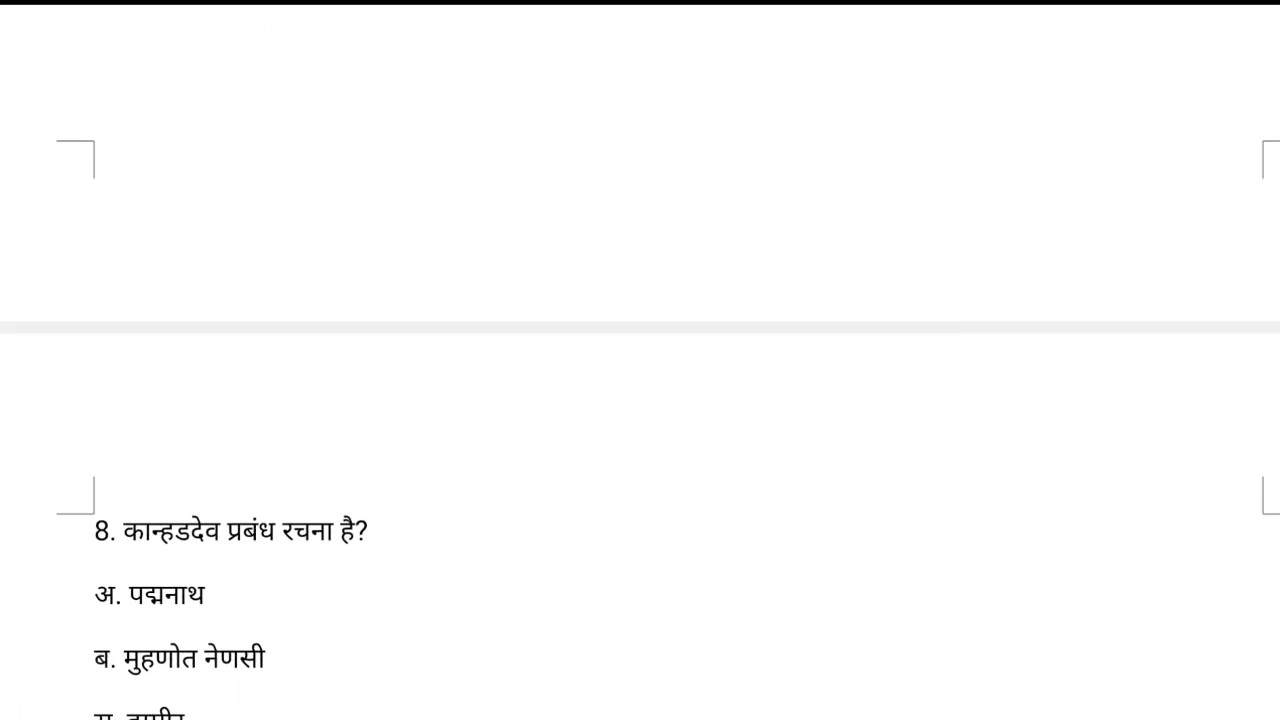 8. कान्हडदेव प्रबंध रचना है?
अ. पद्मनाथ
ब. मुहणोत नेणसी